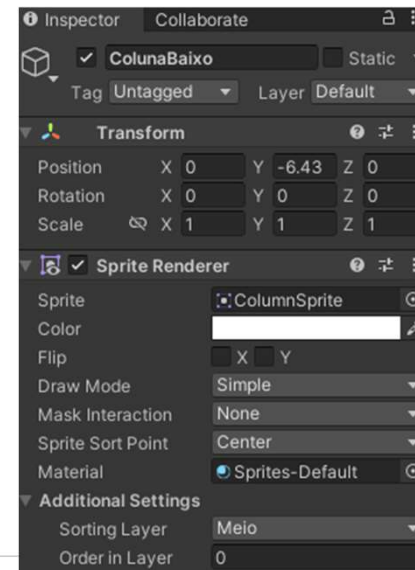 Inspector Collaborate
ColunaBaixo Static
Tag Untagged Layer Default
Transform
Position X 0 Y -6.43 Z 0
Rotation X 0 Y 0 Z 0
Scale X 1 Y 1 Z 1
Sprite Renderer
Sprite ColumnSprite
Color
Flip X Y
Draw Mode Simple
Mask Interaction None
Sprite Sort Point Center
Material Sprites-Default
Additional Settings
Sorting Layer Meio
Order in Layer 0